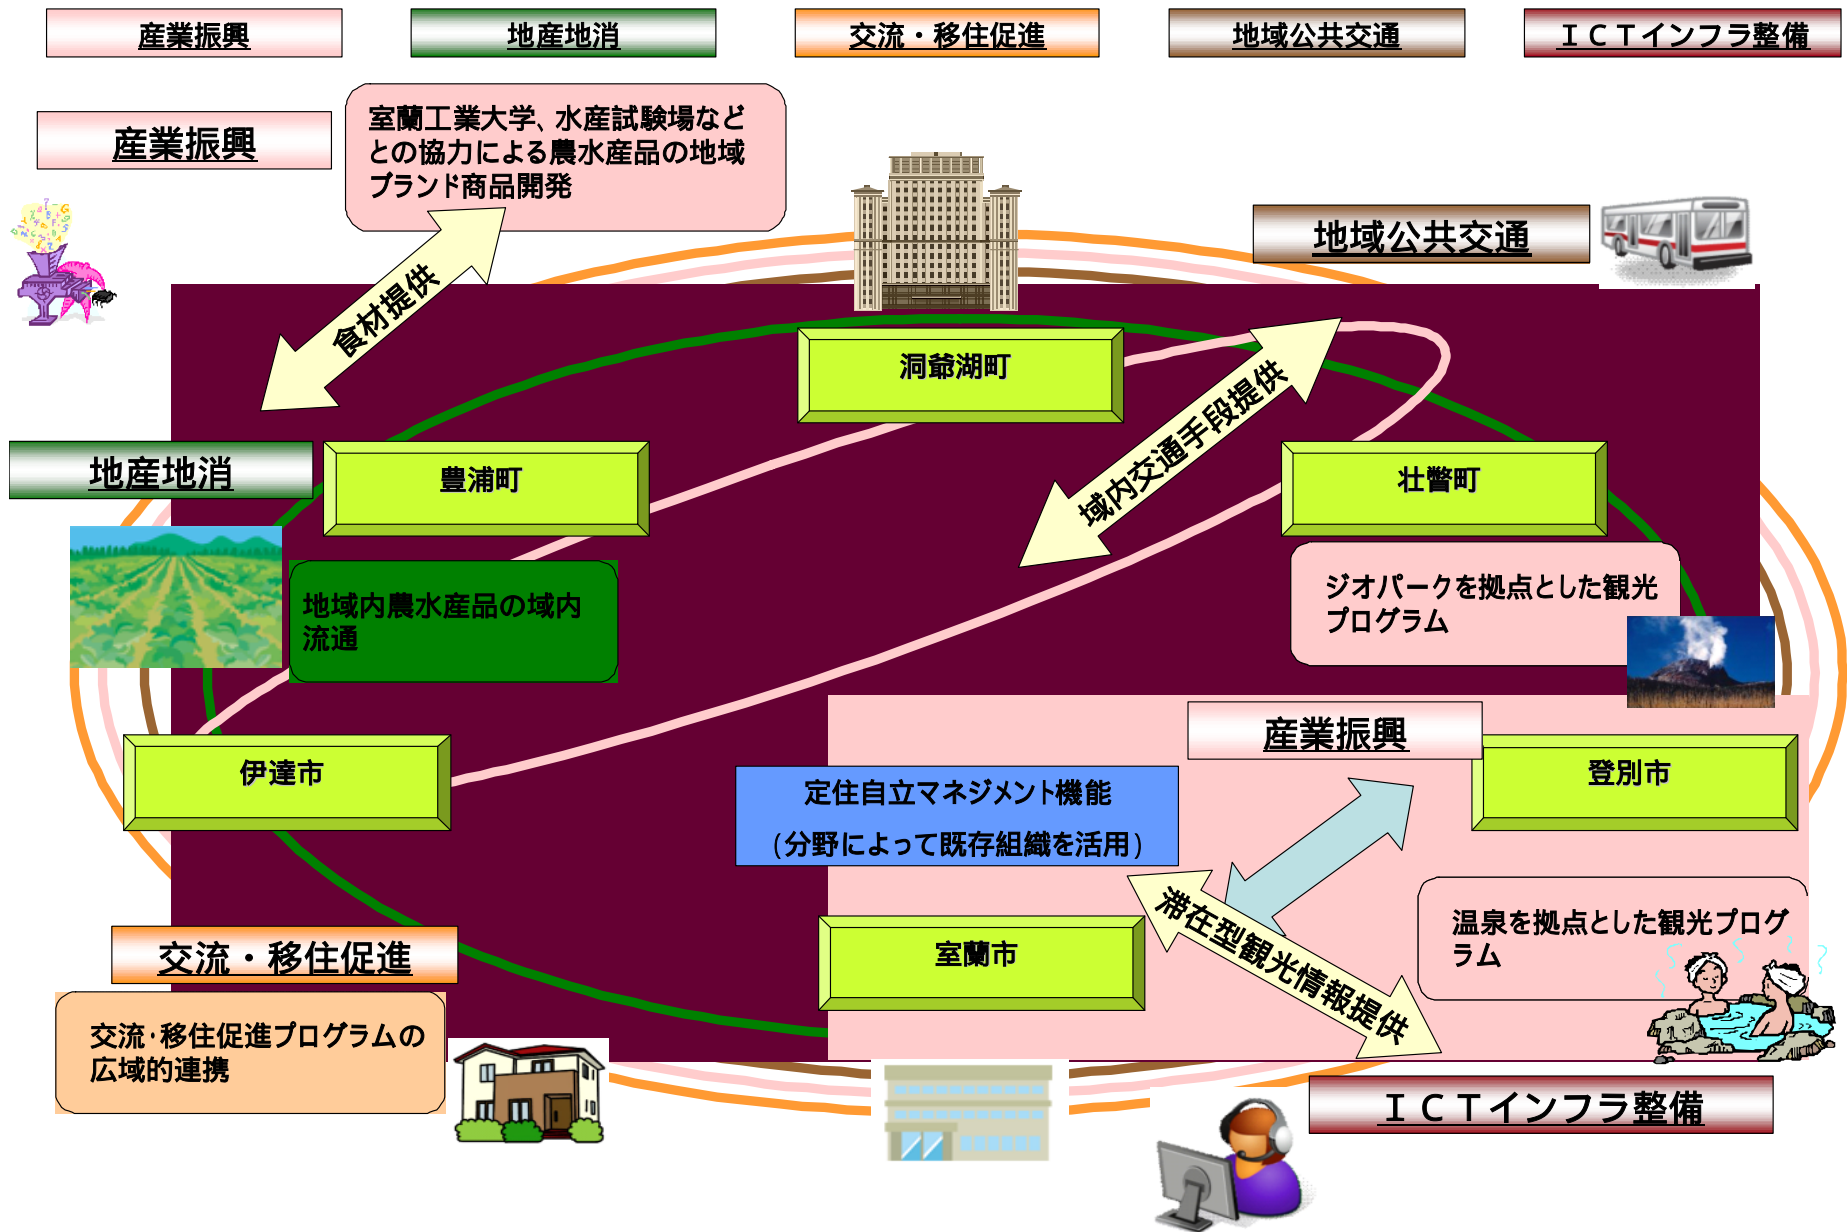 産業振興
地産地消
交流・移住促進
地域公共交通
ＩＣＴインフラ整備
産業振興
室蘭工業大学、水産試験場など
との協力による農水産品の地域
ブランド商品開発
地域公共交通
食材提供
洞爺湖町
域内交通手段提供
地産地消
豊浦町
壮瞥町
地域内農水産品の域内
流通
ジオパークを拠点とした観光
プログラム
産業振興
伊達市
登別市
定住自立マネジメント機能
(分野によって既存組織を活用)
滞在型観光情報提供
温泉を拠点とした観光プログ
ラム
室蘭市
交流・移住促進
交流･移住促進プログラムの
広域的連携
ＩＣＴインフラ整備